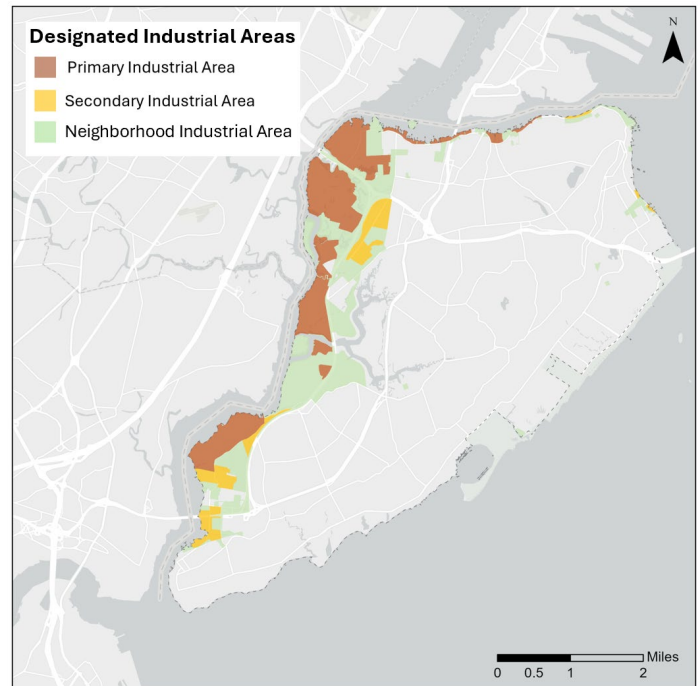 Designated Industrial Areas
Primary Industrial Area
Secondary Industrial Area
Neighborhood Industrial Area
N
Miles
0 0.5 1 2